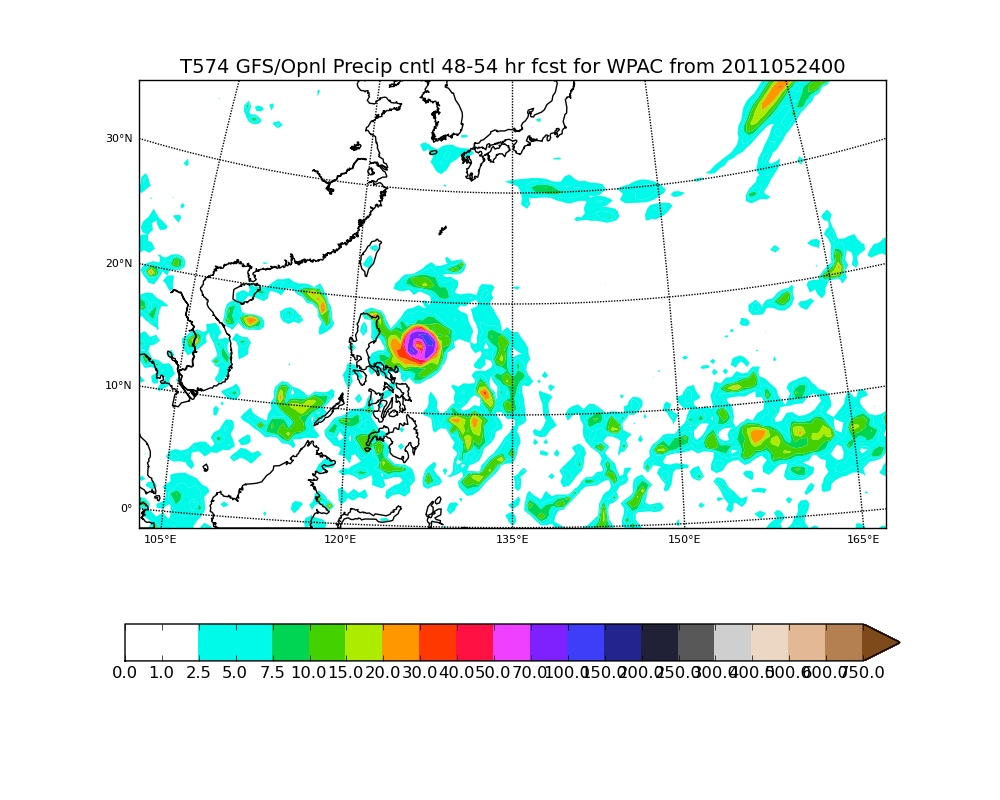 T574 GFS/Opnl Precip cntl 48-54 hr fcst for WPAC from 2011052400
30°N
20°N
10°N
0°
105°E 120°E 135°E 150°E 165°E
0.0 1.0 2.5 5.0 7.5 10.0 15.0 20.0 30.0 40.0 50.0 70.0 100.0 150.0 200.0 250.0 300.0 400.0 500.0 600.0 750.0